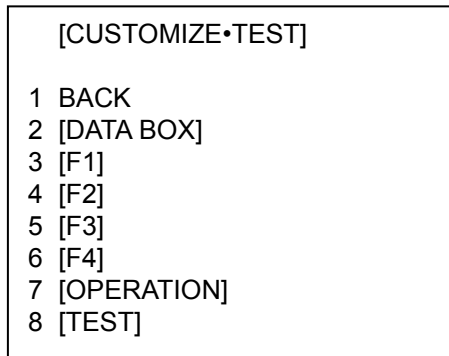 [CUSTOMIZE•TEST]
1 BACK
2 [DATA BOX]
3 [F1]
4 [F2]
5 [F3]
6 [F4]
7 [OPERATION]
8 [TEST]